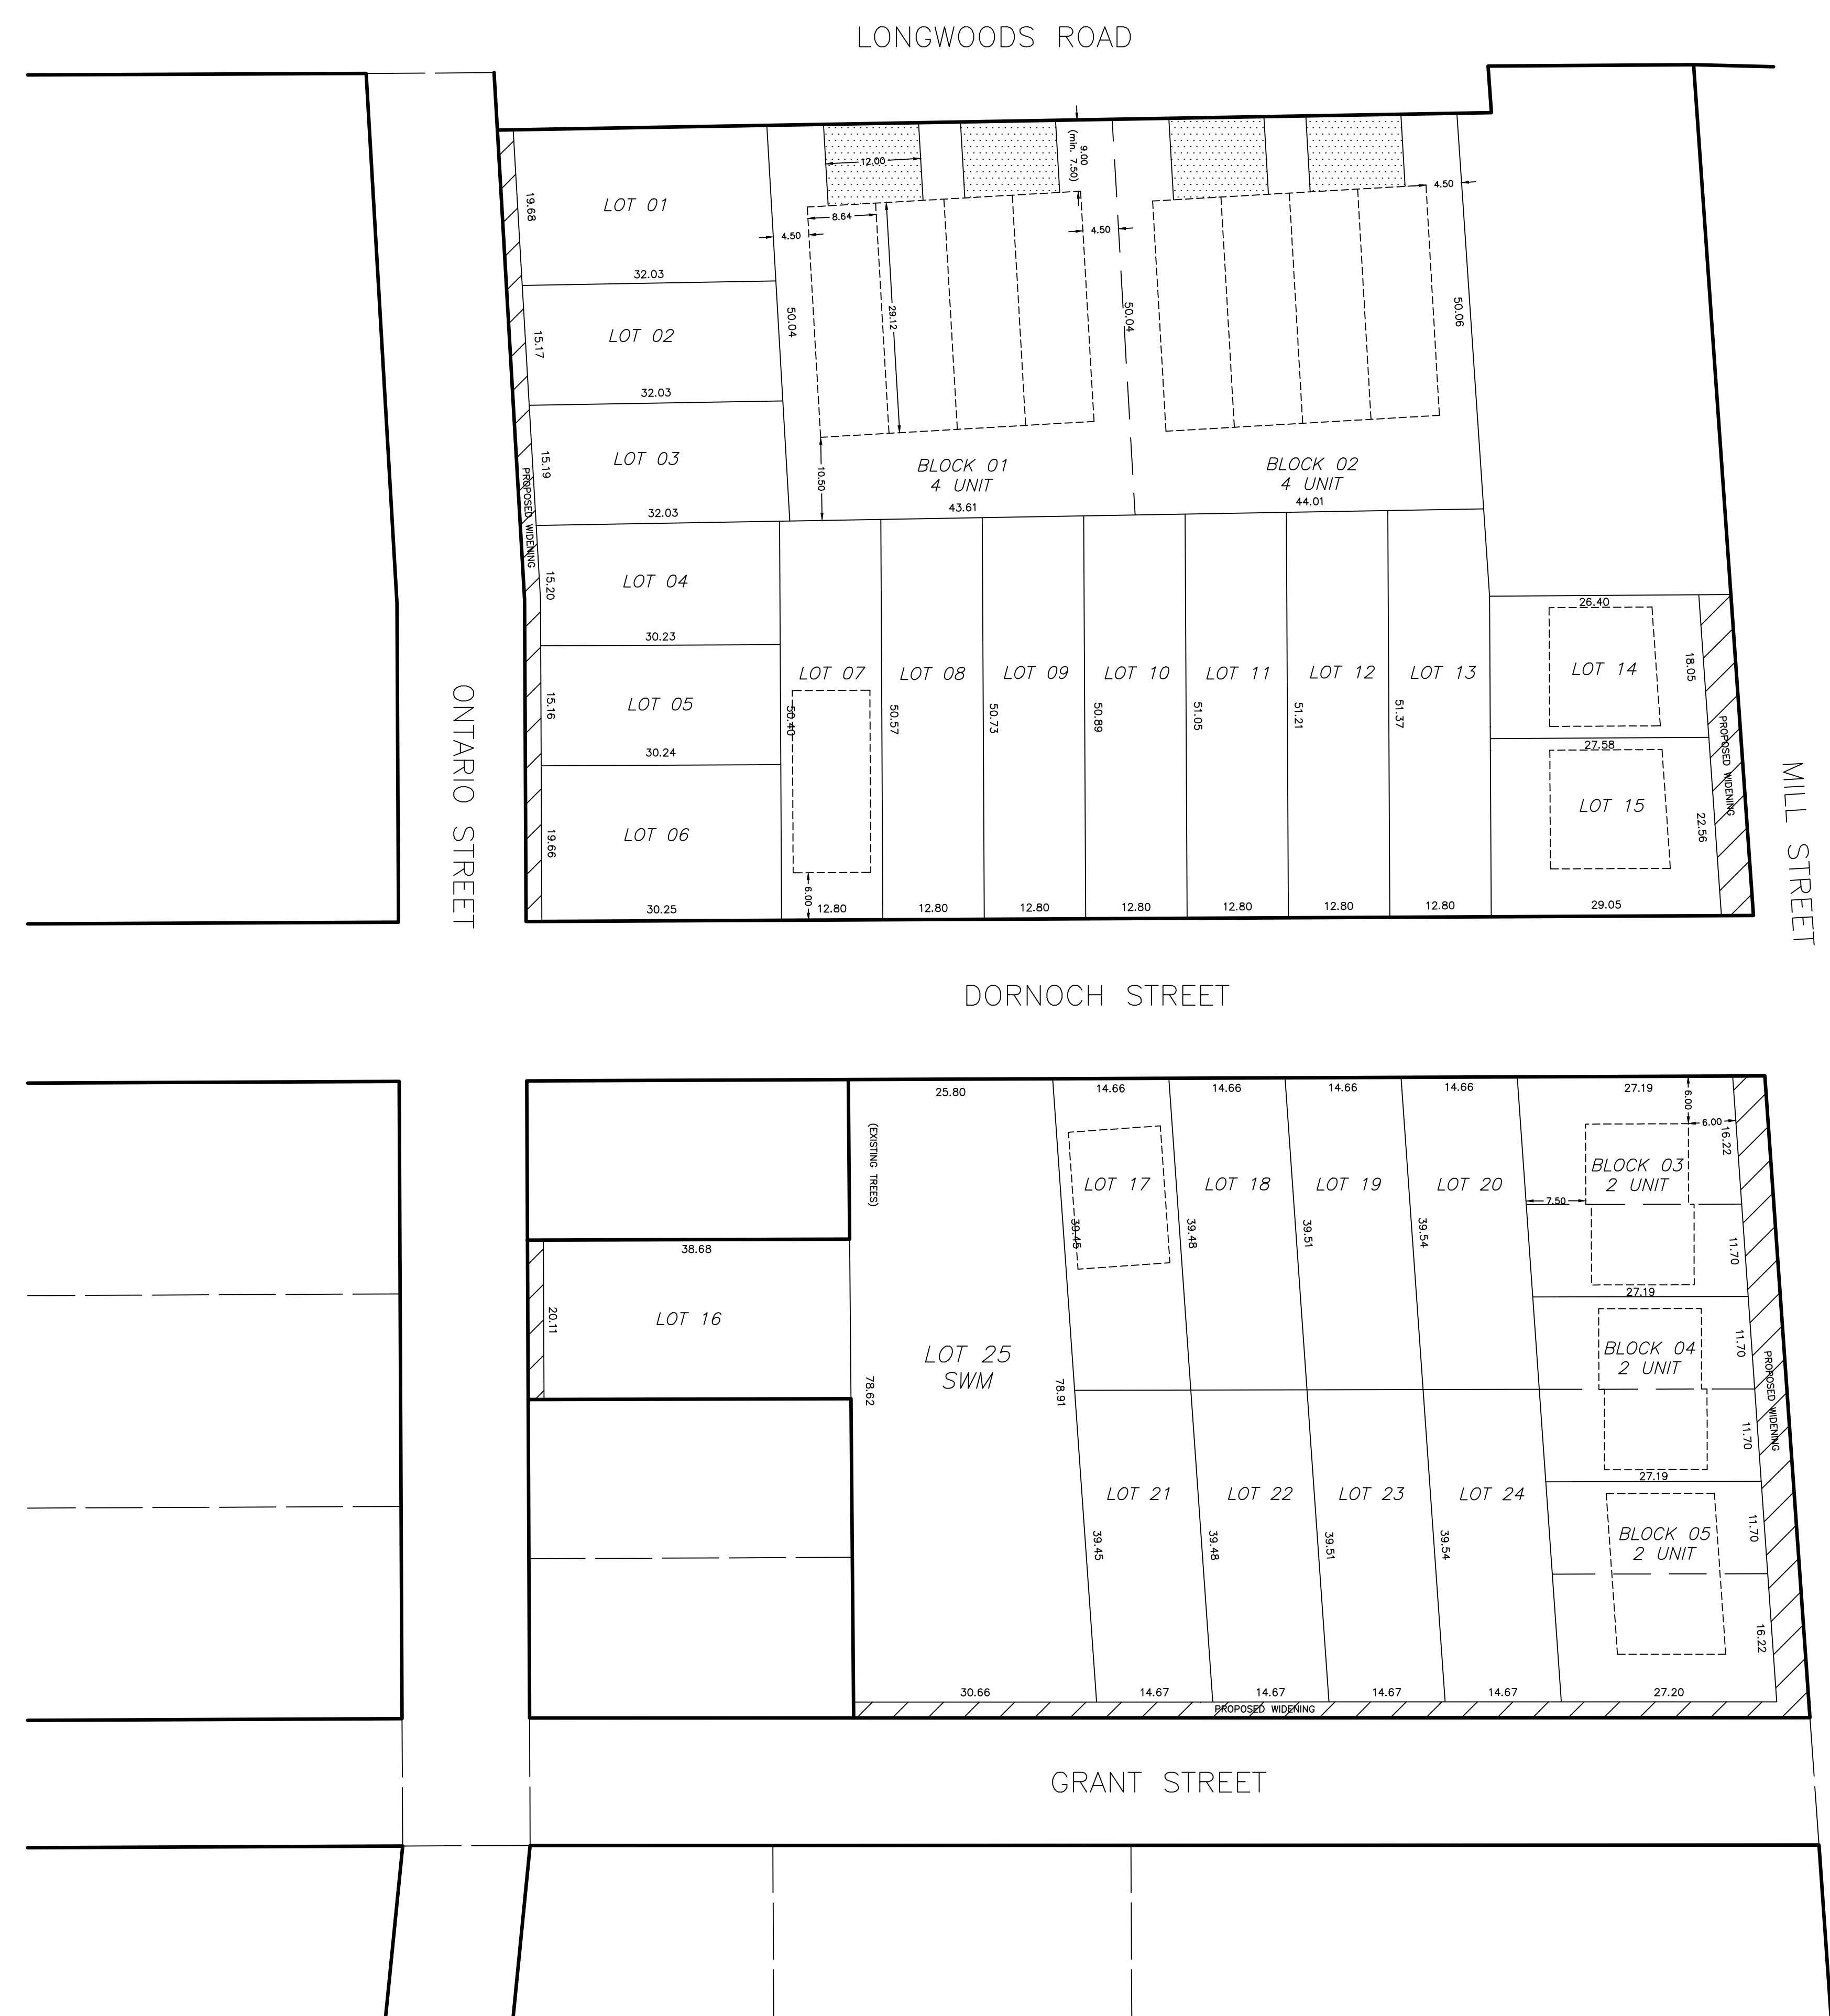 LONGWOODS ROAD
12.00
9.00
(min. 7.50)
4.50
19.68
LOT 01
8.64
4.50
4.50
32.03
50.04
29.12
50.04
50.06
15.17
LOT 02
32.03
15.19
LOT 03
BLOCK 01
4 UNIT
BLOCK 02
4 UNIT
10.50
PROPOSED WIDENING
32.03
43.61
44.01
15.20
LOT 04
30.23
26.40
LOT 07
LOT 08
LOT 09
LOT 10
LOT 11
LOT 12
LOT 13
LOT 14
18.05
15.16
LOT 05
50.40
50.57
50.73
50.89
51.05
51.21
51.37
30.24
27.58
PROPOSED WIDENING
ONTARIO STREET
MILL STREET
LOT 15
22.56
19.66
LOT 06
6.00
30.25
12.80
12.80
12.80
12.80
12.80
12.80
12.80
29.05
DORNOCH STREET
25.80
14.66
14.66
14.66
14.66
27.19
6.00
6.00
16.22
(EXISTING TREES)
BLOCK 03
2 UNIT
LOT 17
LOT 18
LOT 19
LOT 20
7.50
39.45
39.48
39.51
39.54
11.70
38.68
27.19
20.11
LOT 16
LOT 25
SWM
BLOCK 04
2 UNIT
11.70
78.62
78.91
PROPOSED WIDENING
11.70
27.19
LOT 21
LOT 22
LOT 23
LOT 24
BLOCK 05
2 UNIT
11.70
39.45
39.48
39.51
39.54
16.22
30.66
14.67
14.67
14.67
14.67
27.20
PROPOSED WIDENING
GRANT STREET